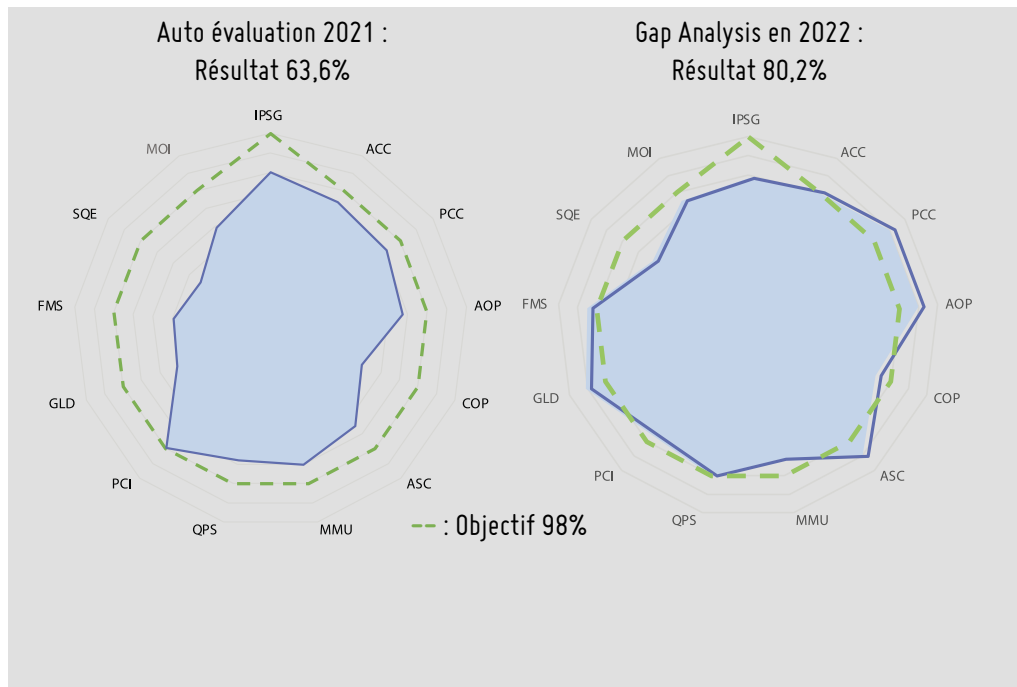 Auto évaluation 2021 :
Résultat 63,6%
IPSG
ACC
PCC
AOP
COP
ASC
MMU
QPS
PCI
GLD
FMS
SQE
MOI
Gap Analysis en 2022 :
Résultat 80,2%
IPSG
ACC
PCC
AOP
COP
ASC
MMU
QPS
PCI
GLD
FMS
SQE
MOI
: Objectif 98%